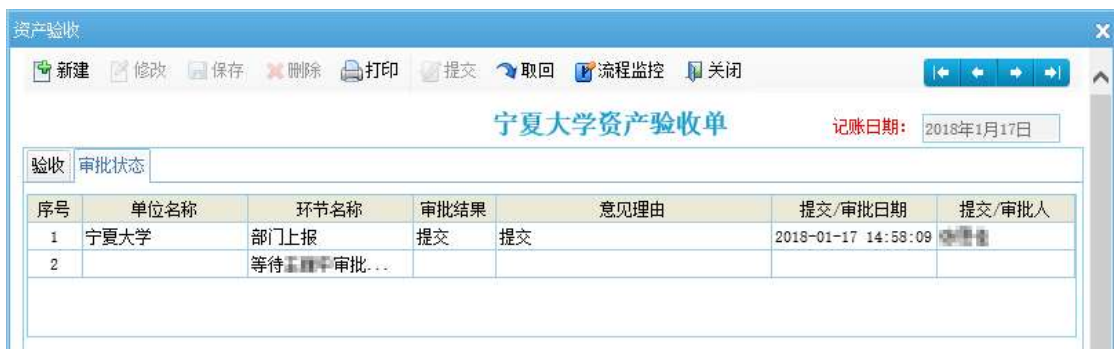 资产验收
新建 修改 保存 删除 打印 提交 取回 流程监控 关闭
宁夏大学资产验收单 记账日期: 2018年1月17日
验收 审批状态
序号 单位名称 环节名称 审批结果 意见理由 提交/审批日期 提交/审批人
1 宁夏大学 部门上报 提交 提交 2018-01-17 14:58:09
2 等待 审批...